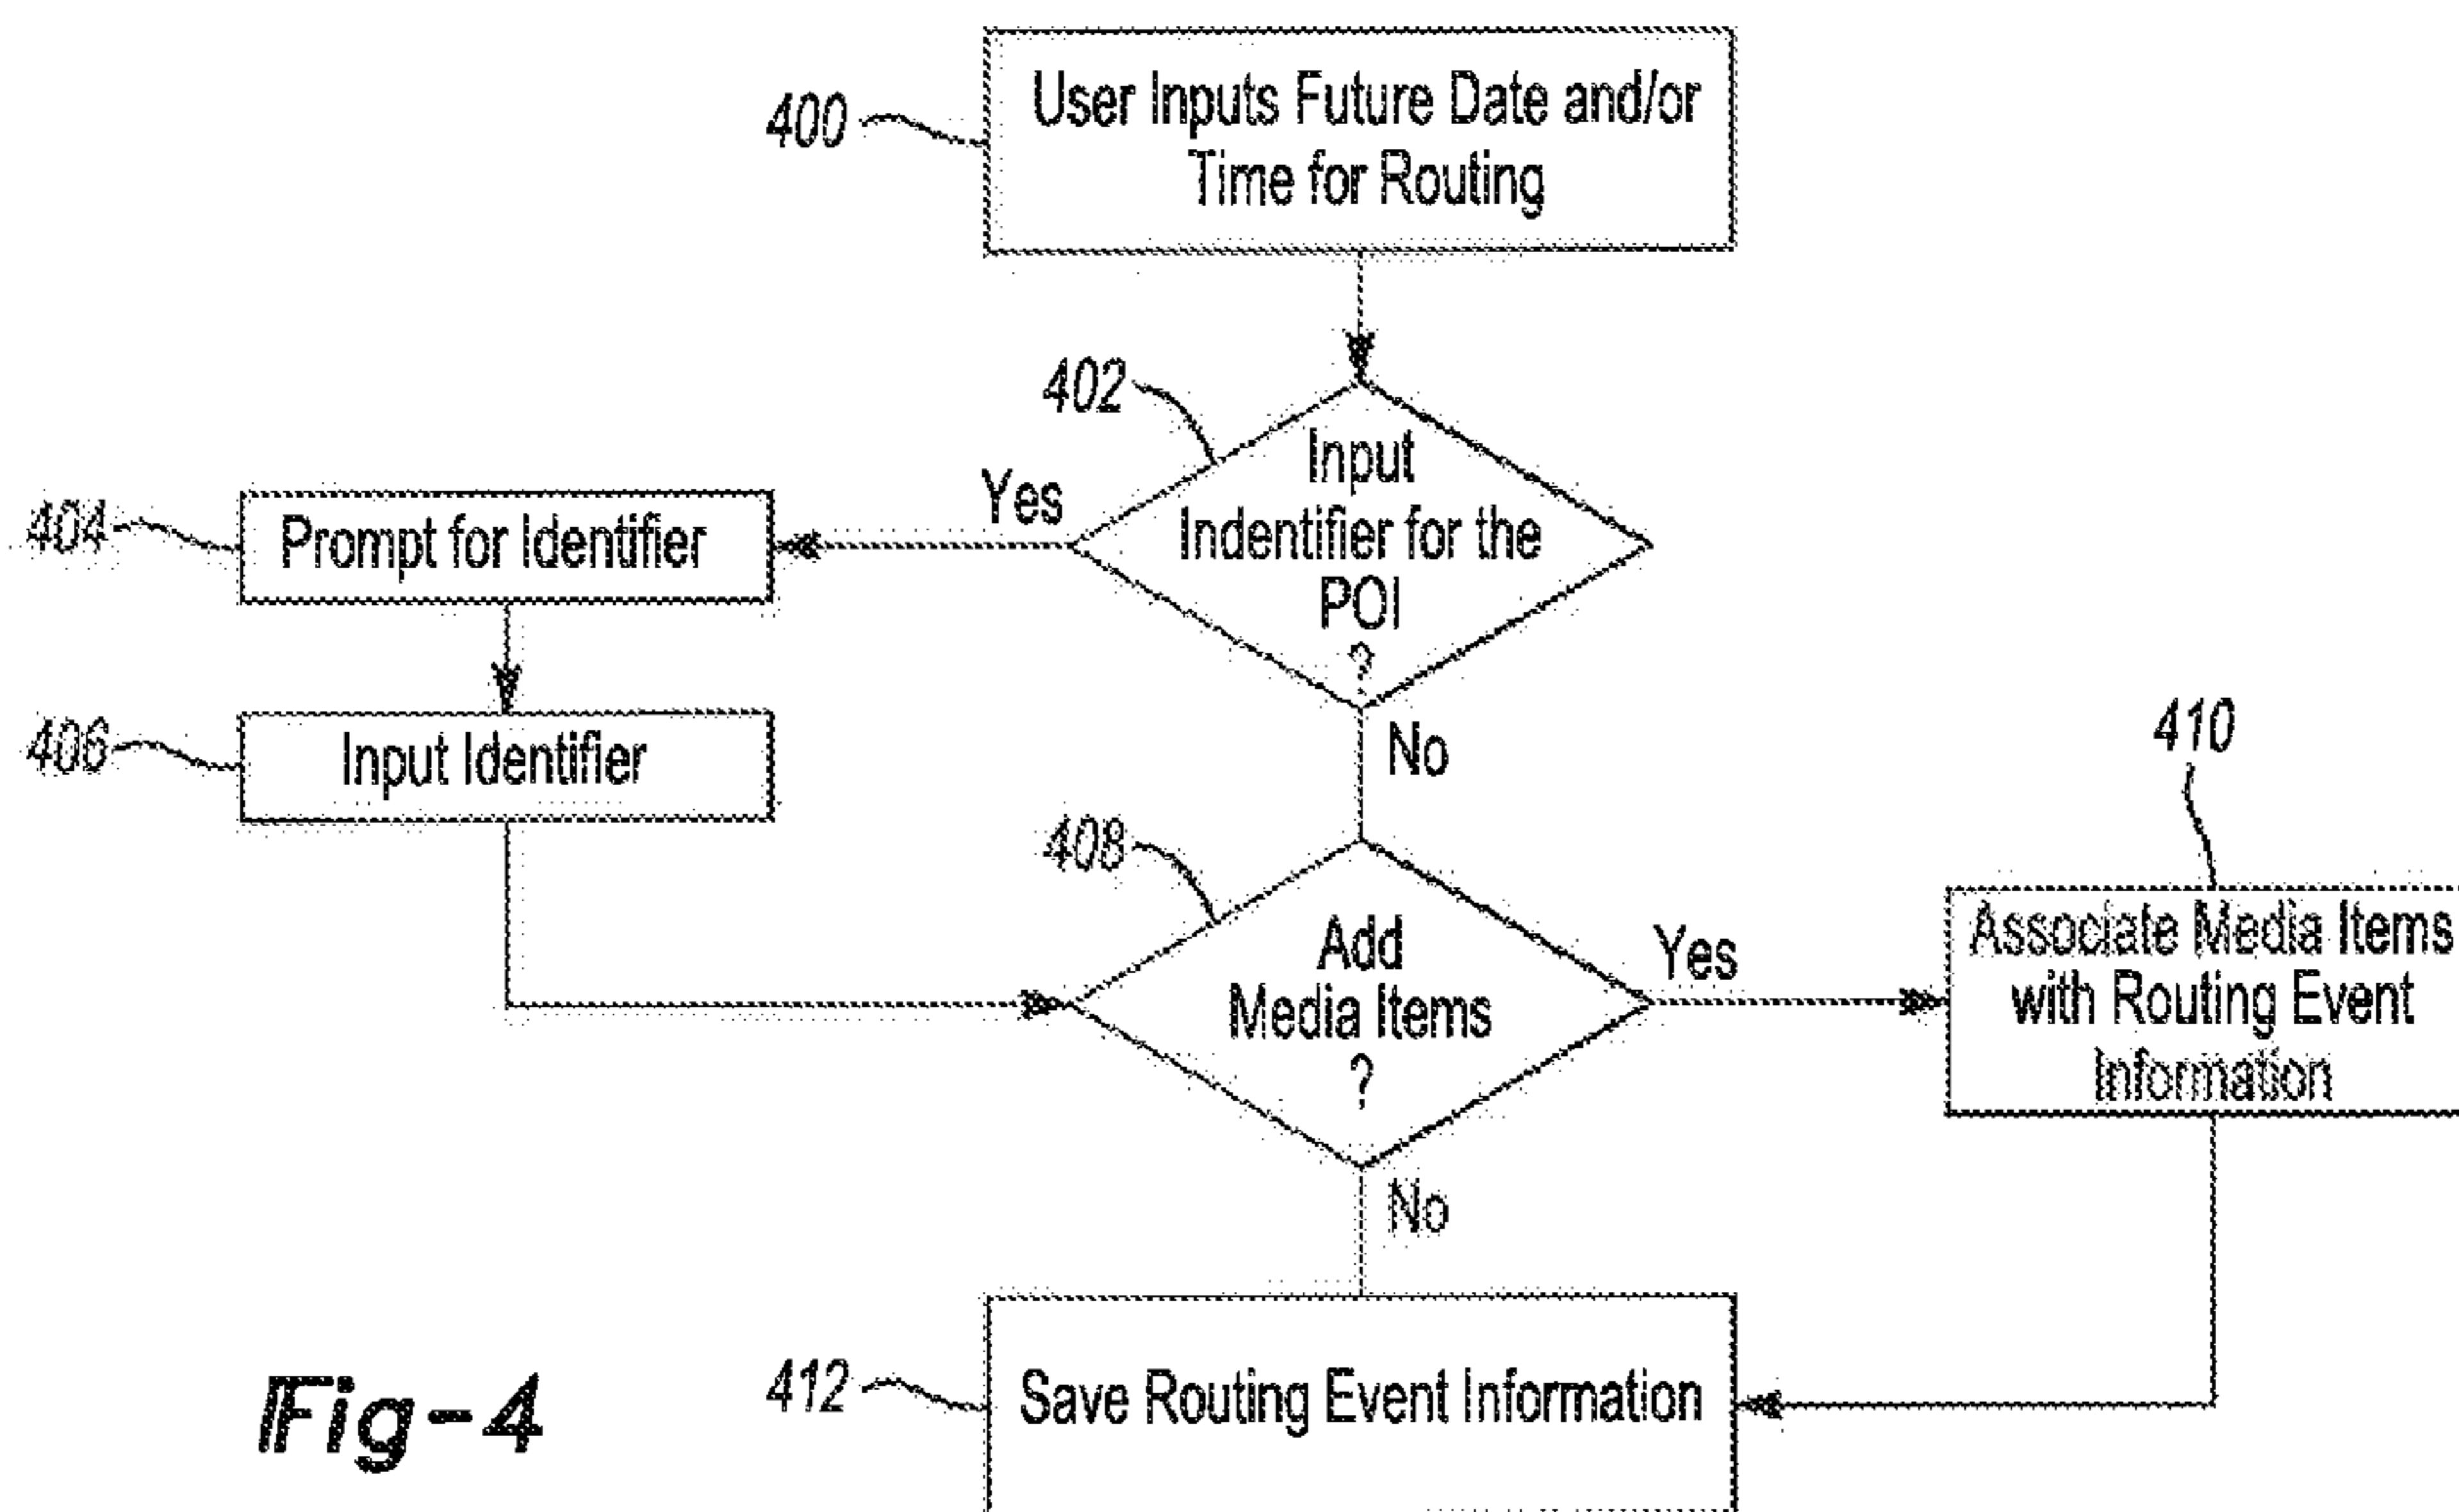 400
User Inputs Future Date and/or
Time for Routing
402
Input
Indentifier for the
POI
?
Yes
No
404
Prompt for Identifier
406
Input Identifier
408
Add
Media Items
?
Yes
No
410
Associate Media Items
with Routing Event
Information
412
Save Routing Event Information
Fig-4